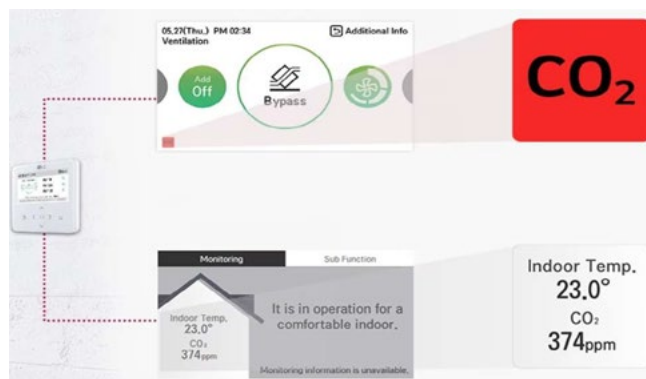 05.27(Thu.) PM 02:34
Additional Info
Ventilation
Add
Off
Bypass
CO₂
Monitoring
Sub Function
Indoor Temp.
23.0°
CO₂
374ppm
It is in operation for a
comfortable indoor.
Monitoring information is unavailable.
Indoor Temp.
23.0°
CO₂
374ppm